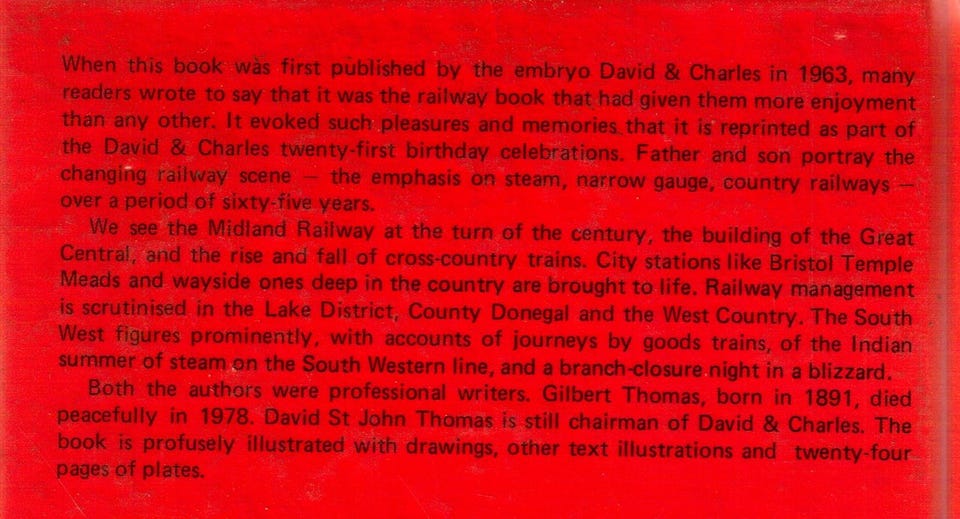 When this book was first published by the embryo David & Charles in 1963, many
readers wrote to say that it was the railway book that had given them more enjoyment
than any other. It evoked such pleasures and memories that it is reprinted as part of
the David & Charles twenty-first birthday celebrations. Father and son portray the
changing railway scene — the emphasis on steam, narrow gauge, country railways —
over a period of sixty-five years.
We see the Midland Railway at the turn of the century, the building of the Great
Central, and the rise and fall of cross-country trains. City stations like Bristol Temple
Meads and wayside ones deep in the country are brought to life. Railway management
is scrutinised in the Lake District, County Donegal and the West Country. The South
West figures prominently, with accounts of journeys by goods trains, of the Indian
summer of steam on the South Western line, and a branch-closure night in a blizzard.
Both the authors were professional writers. Gilbert Thomas, born in 1891, died
peacefully in 1978. David St John Thomas is still chairman of David & Charles. The
book is profusely illustrated with drawings, other text illustrations and twenty-four
pages of plates.